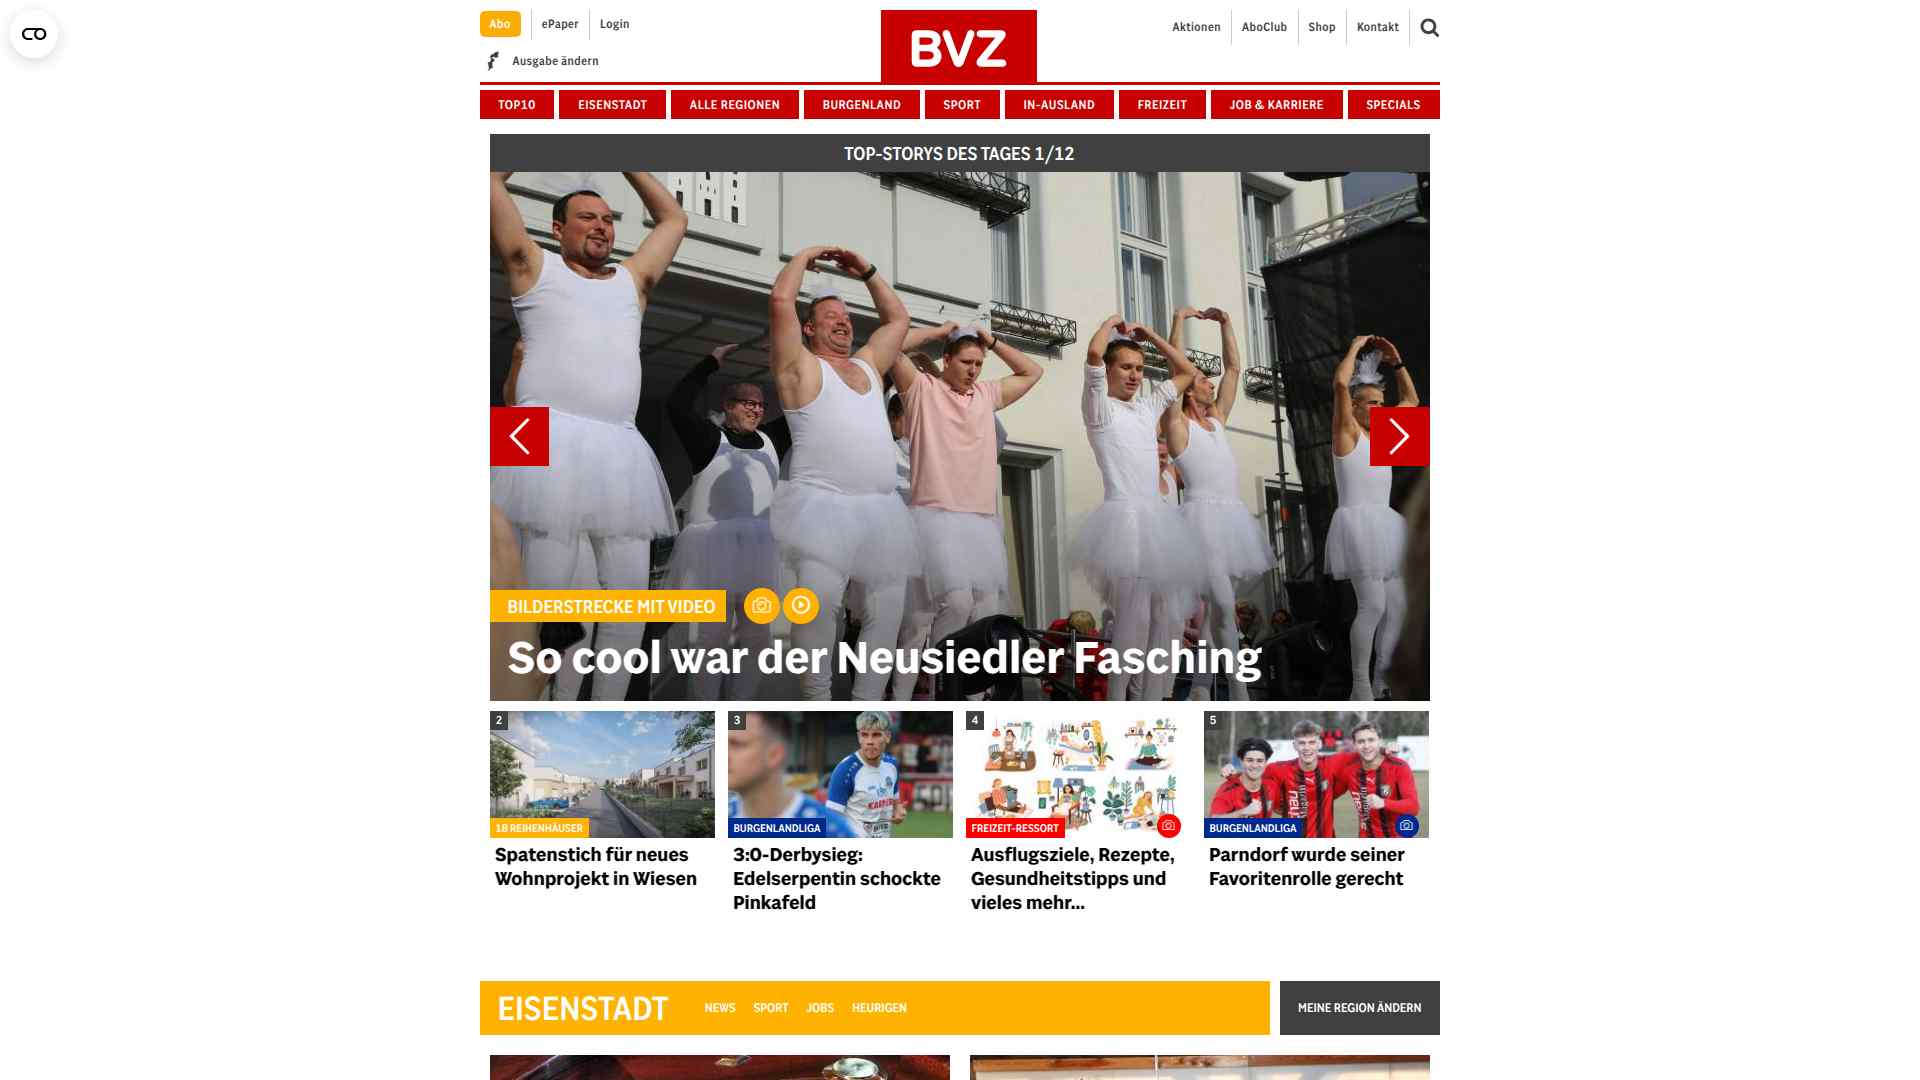 Abo
ePaper
Login
Ausgabe ändern
BVZ
Aktionen
AboClub
Shop
Kontakt
TOP10
EISENSTADT
ALLE REGIONEN
BURGENLAND
SPORT
IN-AUSLAND
FREIZEIT
JOB & KARRIERE
SPECIALS
TOP-STORYS DES TAGES 1/12
BILDERSTRECKE MIT VIDEO
So cool war der Neusiedler Fasching
2
18 REIHENHÄUSER
Spatenstich für neues
Wohnprojekt in Wiesen
3
BURGENLANDLIGA
3:0-Derbysieg:
Edelserpentin schockte
Pinkafeld
4
FREIZEIT-RESSORT
Ausflugsziele, Rezepte,
Gesundheitstipps und
vieles mehr...
5
BURGENLANDLIGA
Parndorf wurde seiner
Favoritenrolle gerecht
EISENSTADT
NEWS
SPORT
JOBS
HEURIGEN
MEINE REGION ÄNDERN